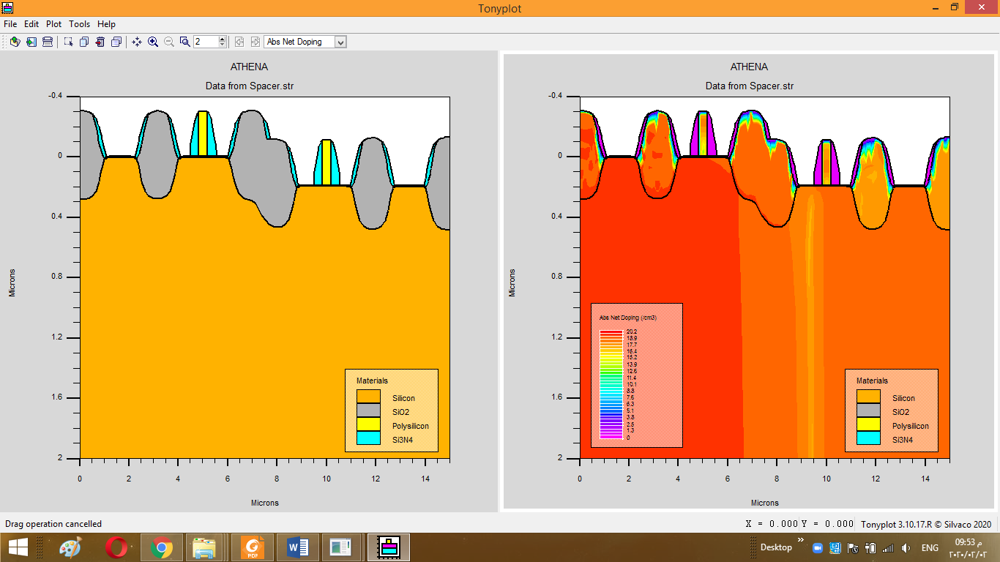 Tonyplot
File Edit Plot Tools Help
2 Abs Net Doping
ATHENA
Data from Spacer.str
-0.4
0
0.4
0.8
1.2
1.6
2
Microns
0 2 4 6 8 10 12 14
Microns
Materials
Silicon
SiO2
Polysilicon
Si3N4
ATHENA
Data from Spacer.str
-0.4
0
0.4
0.8
1.2
1.6
2
Microns
0 2 4 6 8 10 12 14
Microns
Abs Net Doping (/cm3)
20.2
18.9
17.7
16.4
15.2
13.9
12.6
11.4
10.1
8.8
7.6
6.3
5.1
3.8
2.5
1.3
0
Materials
Silicon
SiO2
Polysilicon
Si3N4
Drag operation cancelled
X = 0.000 Y = 0.000 Tonyplot 3.10.17.R © Silvaco 2020
PDF
Desktop » ENG
09:53 م
٢٠٢٠/٠٢/٠٢